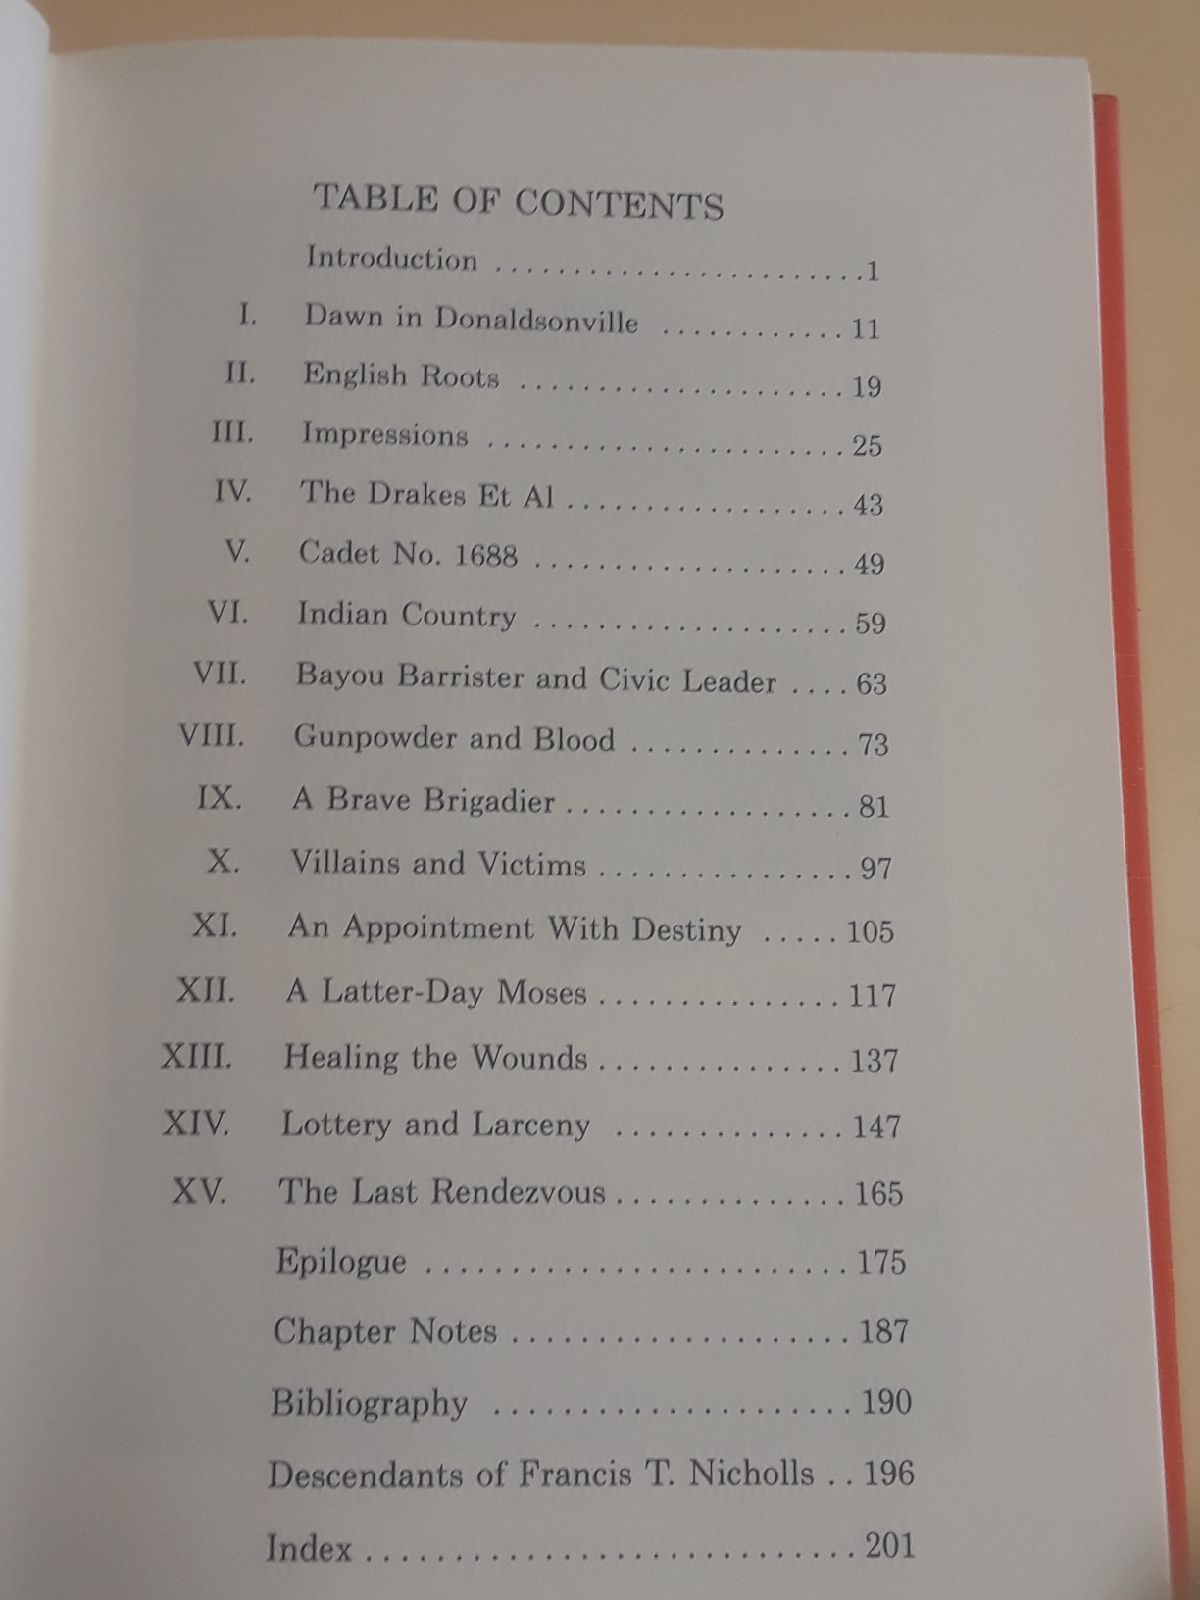 TABLE OF CONTENTS
Introduction ........................1
I. Dawn in Donaldsonville ............ 11
II. English Roots ..................... 19
III. Impressions ....................... 25
IV. The Drakes Et Al .................. 43
V. Cadet No. 1688 .................... 49
VI. Indian Country .................... 59
VII. Bayou Barrister and Civic Leader .... 63
VIII. Gunpowder and Blood .............. 73
IX. A Brave Brigadier .................. 81
X. Villains and Victims ................ 97
XI. An Appointment With Destiny ..... 105
XII. A Latter-Day Moses ............... 117
XIII. Healing the Wounds ............... 137
XIV. Lottery and Larceny .............. 147
XV. The Last Rendezvous .............. 165
Epilogue .......................... 175
Chapter Notes .................... 187
Bibliography ..................... 190
Descendants of Francis T. Nicholls .. 196
Index ............................ 201